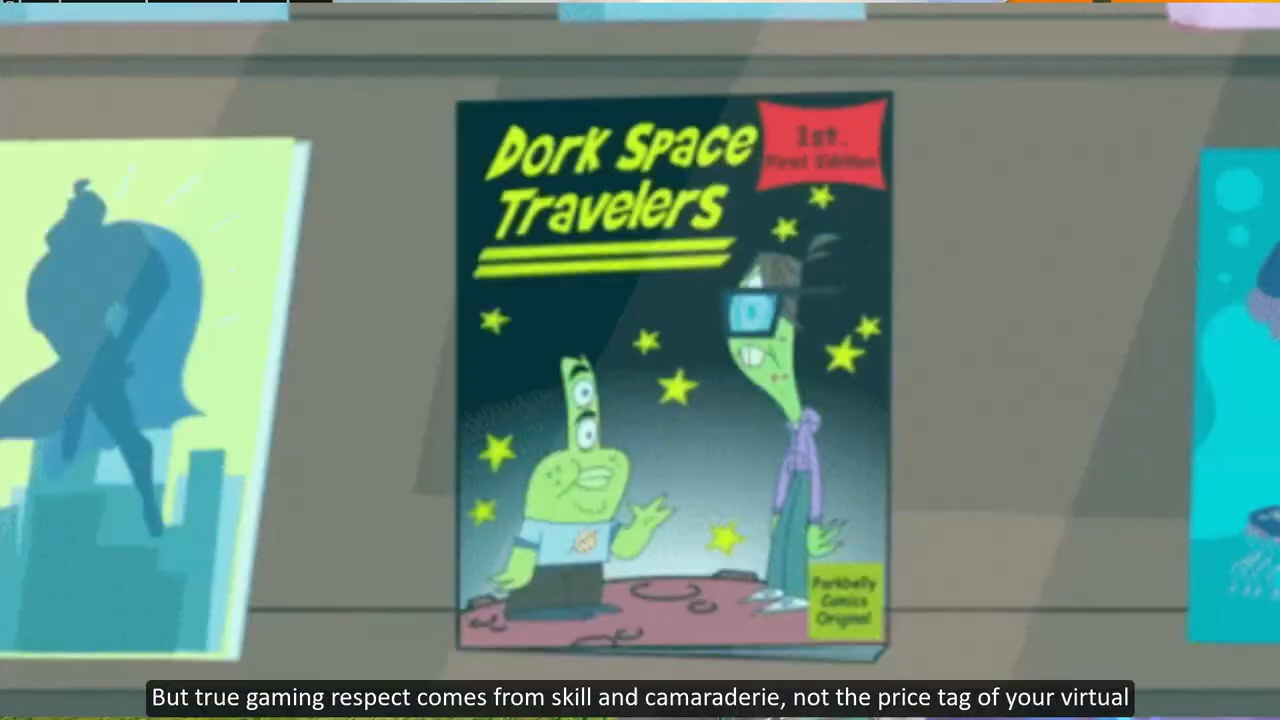 Dork Space
Travelers
1st.
First Edition
Porkbelly
Comics
Original
But true gaming respect comes from skill and camaraderie, not the price tag of your virtual